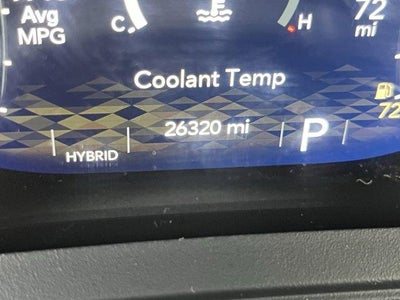 Avg
MPG
C
H
72
mi
Coolant Temp
72
26320 mi
P
HYBRID